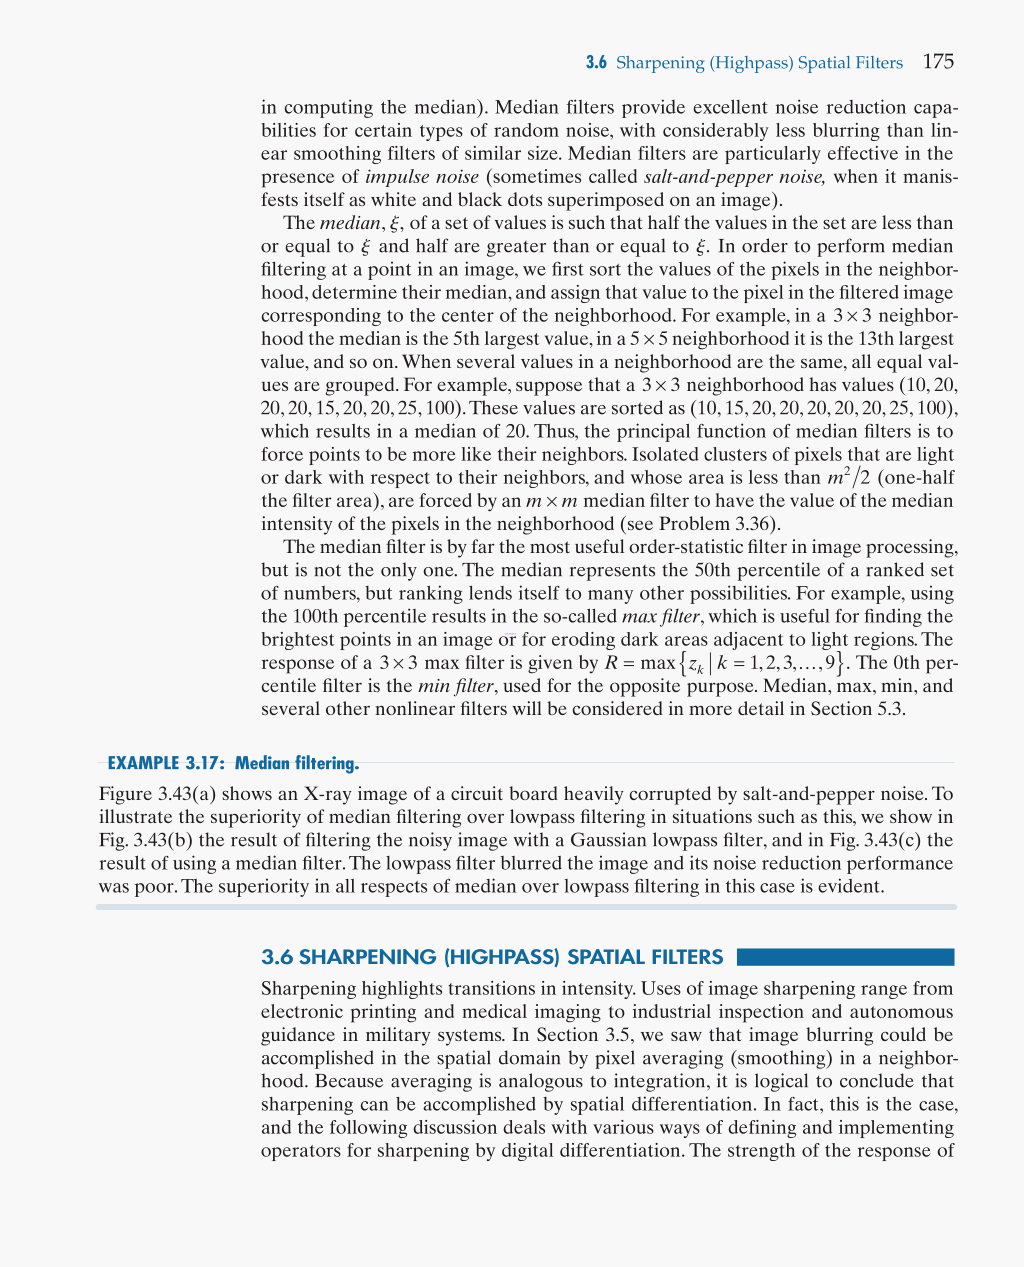 3.6 Sharpening (Highpass) Spatial Filters 175
in computing the median). Median filters provide excellent noise reduction capa-
bilities for certain types of random noise, with considerably less blurring than lin-
ear smoothing filters of similar size. Median filters are particularly effective in the
presence of impulse noise (sometimes called salt-and-pepper noise, when it manis-
fests itself as white and black dots superimposed on an image).
The median, ξ, of a set of values is such that half the values in the set are less than
or equal to ξ and half are greater than or equal to ξ. In order to perform median
filtering at a point in an image, we first sort the values of the pixels in the neighbor-
hood, determine their median, and assign that value to the pixel in the filtered image
corresponding to the center of the neighborhood. For example, in a 3 × 3 neighbor-
hood the median is the 5th largest value, in a 5 × 5 neighborhood it is the 13th largest
value, and so on. When several values in a neighborhood are the same, all equal val-
ues are grouped. For example, suppose that a 3 × 3 neighborhood has values (10, 20,
20, 20, 15, 20, 20, 25, 100). These values are sorted as (10, 15, 20, 20, 20, 20, 20, 25, 100),
which results in a median of 20. Thus, the principal function of median filters is to
force points to be more like their neighbors. Isolated clusters of pixels that are light
or dark with respect to their neighbors, and whose area is less than m²/2 (one-half
the filter area), are forced by an m × m median filter to have the value of the median
intensity of the pixels in the neighborhood (see Problem 3.36).
The median filter is by far the most useful order-statistic filter in image processing,
but is not the only one. The median represents the 50th percentile of a ranked set
of numbers, but ranking lends itself to many other possibilities. For example, using
the 100th percentile results in the so-called max filter, which is useful for finding the
brightest points in an image or for eroding dark areas adjacent to light regions. The
response of a 3 × 3 max filter is given by R = max{z_k | k = 1, 2, 3,…, 9}. The 0th per-
centile filter is the min filter, used for the opposite purpose. Median, max, min, and
several other nonlinear filters will be considered in more detail in Section 5.3.
EXAMPLE 3.17: Median filtering.
Figure 3.43(a) shows an X-ray image of a circuit board heavily corrupted by salt-and-pepper noise. To
illustrate the superiority of median filtering over lowpass filtering in situations such as this, we show in
Fig. 3.43(b) the result of filtering the noisy image with a Gaussian lowpass filter, and in Fig. 3.43(c) the
result of using a median filter. The lowpass filter blurred the image and its noise reduction performance
was poor. The superiority in all respects of median over lowpass filtering in this case is evident.
3.6 SHARPENING (HIGHPASS) SPATIAL FILTERS
Sharpening highlights transitions in intensity. Uses of image sharpening range from
electronic printing and medical imaging to industrial inspection and autonomous
guidance in military systems. In Section 3.5, we saw that image blurring could be
accomplished in the spatial domain by pixel averaging (smoothing) in a neighbor-
hood. Because averaging is analogous to integration, it is logical to conclude that
sharpening can be accomplished by spatial differentiation. In fact, this is the case,
and the following discussion deals with various ways of defining and implementing
operators for sharpening by digital differentiation. The strength of the response of